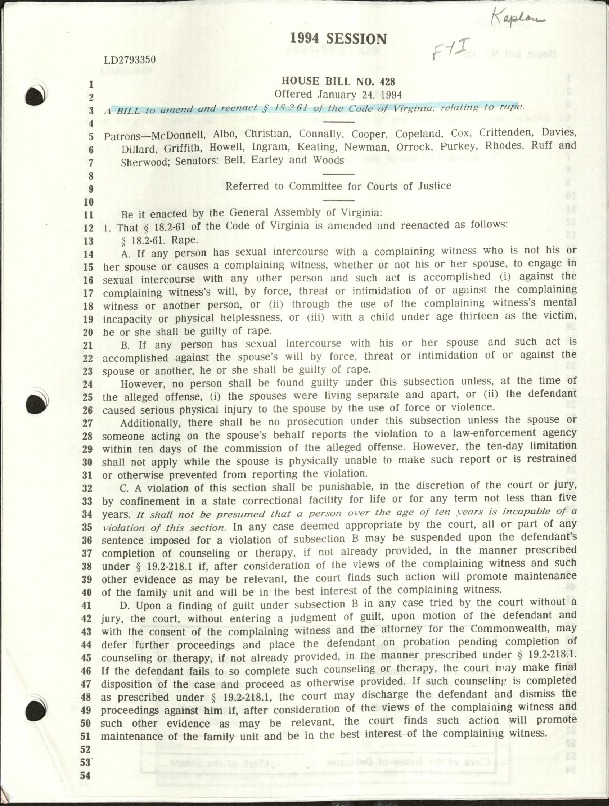 Kaplan
FYI
1994 SESSION
LD2793350
1 HOUSE BILL NO. 428
2 Offered January 24, 1994
3 A BILL to amend and reenact § 18.2-61 of the Code of Virginia, relating to rape.
4
5 Patrons—McDonnell, Albo, Christian, Connally, Cooper, Copeland, Cox, Crittenden, Davies,
6 Dillard, Griffith, Howell, Ingram, Keating, Newman, Orrock, Purkey, Rhodes, Ruff and
7 Sherwood; Senators: Bell, Earley and Woods
8
9 Referred to Committee for Courts of Justice
10
11 Be it enacted by the General Assembly of Virginia:
12 1. That § 18.2-61 of the Code of Virginia is amended and reenacted as follows:
13 § 18.2-61. Rape.
14 A. If any person has sexual intercourse with a complaining witness who is not his or
15 her spouse or causes a complaining witness, whether or not his or her spouse, to engage in
16 sexual intercourse with any other person and such act is accomplished (i) against the
17 complaining witness's will, by force, threat or intimidation of or against the complaining
18 witness or another person, or (ii) through the use of the complaining witness's mental
19 incapacity or physical helplessness, or (iii) with a child under age thirteen as the victim,
20 he or she shall be guilty of rape.
21 B. If any person has sexual intercourse with his or her spouse and such act is
22 accomplished against the spouse's will by force, threat or intimidation of or against the
23 spouse or another, he or she shall be guilty of rape.
24 However, no person shall be found guilty under this subsection unless, at the time of
25 the alleged offense, (i) the spouses were living separate and apart, or (ii) the defendant
26 caused serious physical injury to the spouse by the use of force or violence.
27 Additionally, there shall be no prosecution under this subsection unless the spouse or
28 someone acting on the spouse's behalf reports the violation to a law-enforcement agency
29 within ten days of the commission of the alleged offense. However, the ten-day limitation
30 shall not apply while the spouse is physically unable to make such report or is restrained
31 or otherwise prevented from reporting the violation.
32 C. A violation of this section shall be punishable, in the discretion of the court or jury,
33 by confinement in a state correctional facility for life or for any term not less than five
34 years. It shall not be presumed that a person over the age of ten years is incapable of a
35 violation of this section. In any case deemed appropriate by the court, all or part of any
36 sentence imposed for a violation of subsection B may be suspended upon the defendant's
37 completion of counseling or therapy, if not already provided, in the manner prescribed
38 under § 19.2-218.1 if, after consideration of the views of the complaining witness and such
39 other evidence as may be relevant, the court finds such action will promote maintenance
40 of the family unit and will be in the best interest of the complaining witness.
41 D. Upon a finding of guilt under subsection B in any case tried by the court without a
42 jury, the court, without entering a judgment of guilt, upon motion of the defendant and
43 with the consent of the complaining witness and the attorney for the Commonwealth, may
44 defer further proceedings and place the defendant on probation pending completion of
45 counseling or therapy, if not already provided, in the manner prescribed under § 19.2-218.1.
46 If the defendant fails to so complete such counseling or therapy, the court may make final
47 disposition of the case and proceed as otherwise provided. If such counseling is completed
48 as prescribed under § 19.2-218.1, the court may discharge the defendant and dismiss the
49 proceedings against him if, after consideration of the views of the complaining witness and
50 such other evidence as may be relevant, the court finds such action will promote
51 maintenance of the family unit and be in the best interest of the complaining witness.
52
53
54